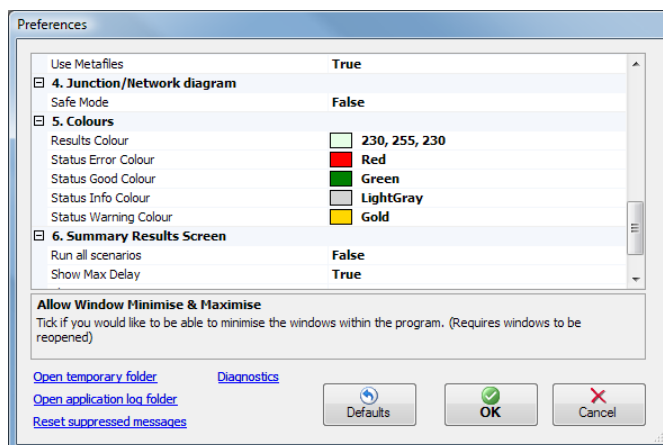 Preferences
Use Metafiles True
4. Junction/Network diagram
Safe Mode False
5. Colours
Results Colour 230, 255, 230
Status Error Colour Red
Status Good Colour Green
Status Info Colour LightGray
Status Warning Colour Gold
6. Summary Results Screen
Run all scenarios False
Show Max Delay True
Allow Window Minimise & Maximise
Tick if you would like to be able to minimise the windows within the program. (Requires windows to be
reopened)
Open temporary folder Diagnostics
Open application log folder
Reset suppressed messages
Defaults OK Cancel